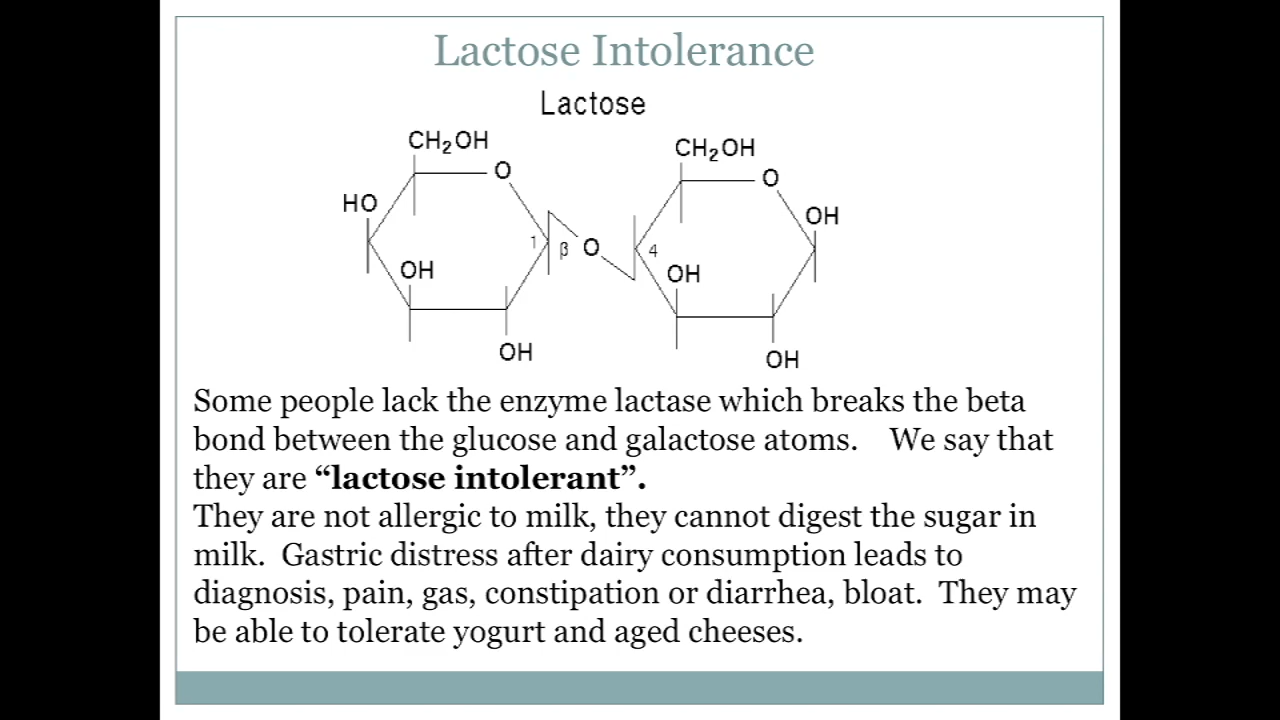 Lactose Intolerance
Lactose
CH₂OH
CH₂OH
O
O
HO
OH
1
β
O
4
OH
OH
OH
OH
Some people lack the enzyme lactase which breaks the beta
bond between the glucose and galactose atoms. We say that
they are “lactose intolerant”.
They are not allergic to milk, they cannot digest the sugar in
milk. Gastric distress after dairy consumption leads to
diagnosis, pain, gas, constipation or diarrhea, bloat. They may
be able to tolerate yogurt and aged cheeses.